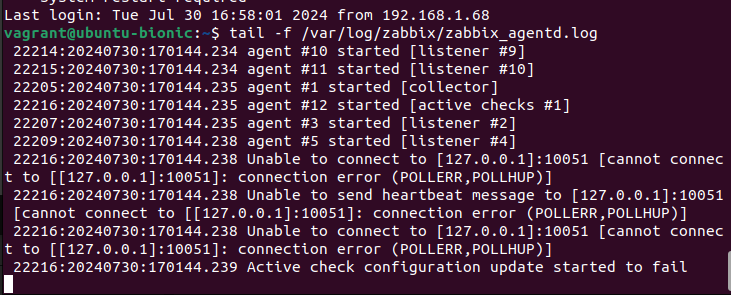 Last login: Tue Jul 30 16:58:01 2024 from 192.168.1.68
vagrant@ubuntu-bionic:~$ tail -f /var/log/zabbix/zabbix_agentd.log
22214:20240730:170144.234 agent #10 started [listener #9]
22215:20240730:170144.234 agent #11 started [listener #10]
22205:20240730:170144.235 agent #1 started [collector]
22216:20240730:170144.235 agent #12 started [active checks #1]
22207:20240730:170144.235 agent #3 started [listener #2]
22209:20240730:170144.238 agent #5 started [listener #4]
22216:20240730:170144.238 Unable to connect to [127.0.0.1]:10051 [cannot connec
t to [[127.0.0.1]:10051]: connection error (POLLERR,POLLHUP)]
22216:20240730:170144.238 Unable to send heartbeat message to [127.0.0.1]:10051
[cannot connect to [[127.0.0.1]:10051]: connection error (POLLERR,POLLHUP)]
22216:20240730:170144.238 Unable to connect to [127.0.0.1]:10051 [cannot connec
t to [[127.0.0.1]:10051]: connection error (POLLERR,POLLHUP)]
22216:20240730:170144.239 Active check configuration update started to fail